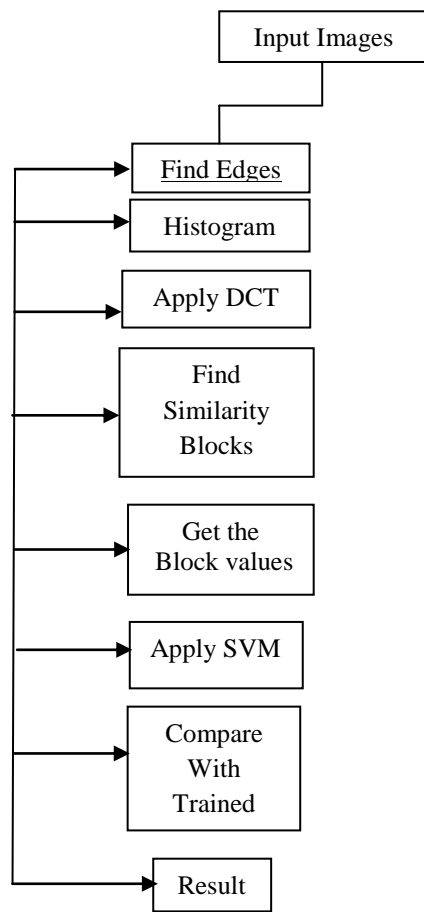 Input Images
Find Edges
Histogram
Apply DCT
Find
Similarity
Blocks
Get the
Block values
Apply SVM
Compare
With
Trained
Result